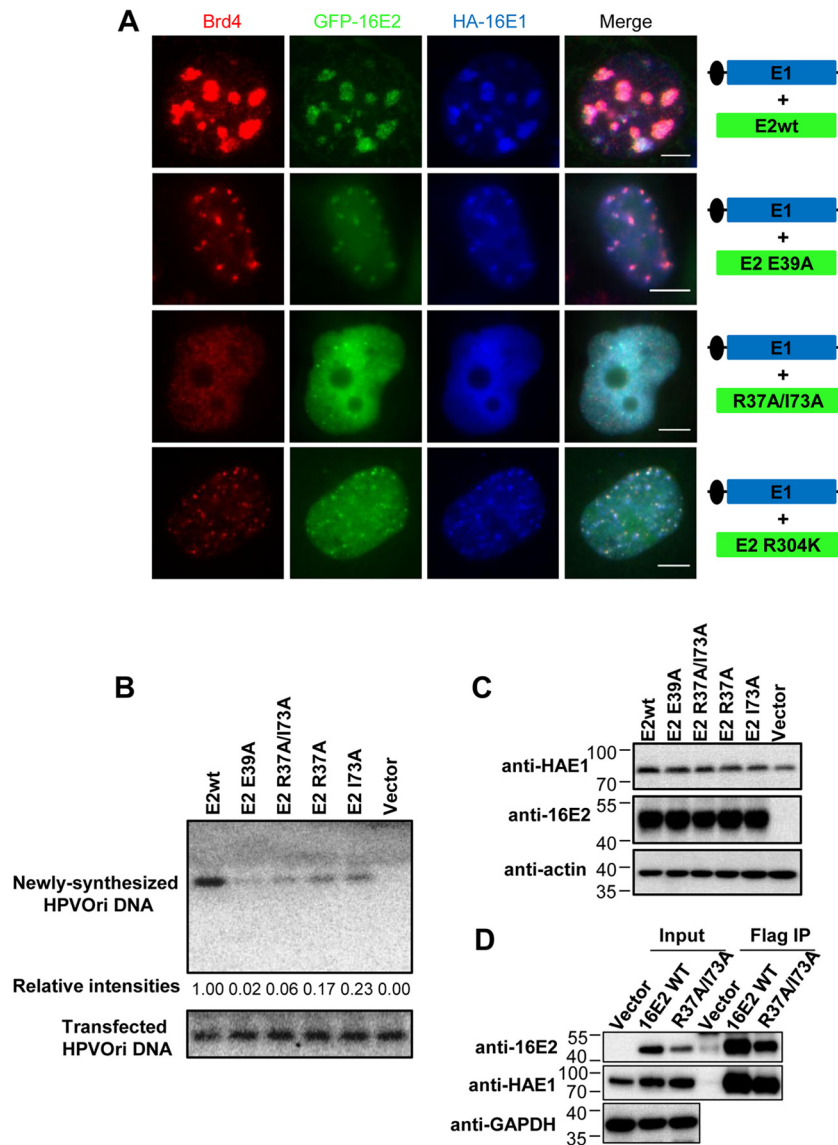 A
Brd4 GFP-16E2 HA-16E1 Merge
E1
+
E2wt
E1
+
E2 E39A
E1
+
R37A/I73A
E1
+
E2 R304K
B
E2wt
E2 E39A
E2 R37A/I73A
E2 R37A
E2 I73A
Vector
Newly-synthesized
HPVOri DNA
Relative intensities 1.00 0.02 0.06 0.17 0.23 0.00
Transfected
HPVOri DNA
C
E2wt
E2 E39A
E2 R37A/I73A
E2 R37A
E2 I73A
Vector
anti-HAE1 100
70
anti-16E2 55
40
anti-actin 40
35
D
Input Flag IP
Vector
16E2 WT
R37A/I73A
Vector
16E2 WT
R37A/I73A
anti-16E2 55
40
anti-HAE1 100
70
anti-GAPDH 40
35